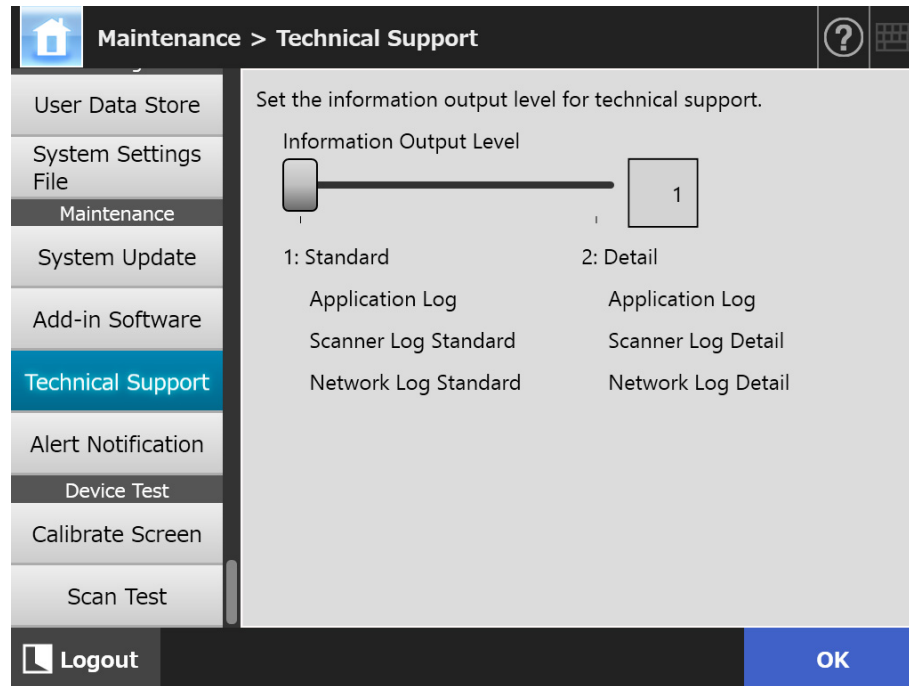 Maintenance > Technical Support
?
User Data Store
System Settings
File
Maintenance
System Update
Add-in Software
Technical Support
Alert Notification
Device Test
Calibrate Screen
Scan Test
Set the information output level for technical support.
Information Output Level
1
1: Standard
2: Detail
Application Log
Application Log
Scanner Log Standard
Scanner Log Detail
Network Log Standard
Network Log Detail
Logout
OK